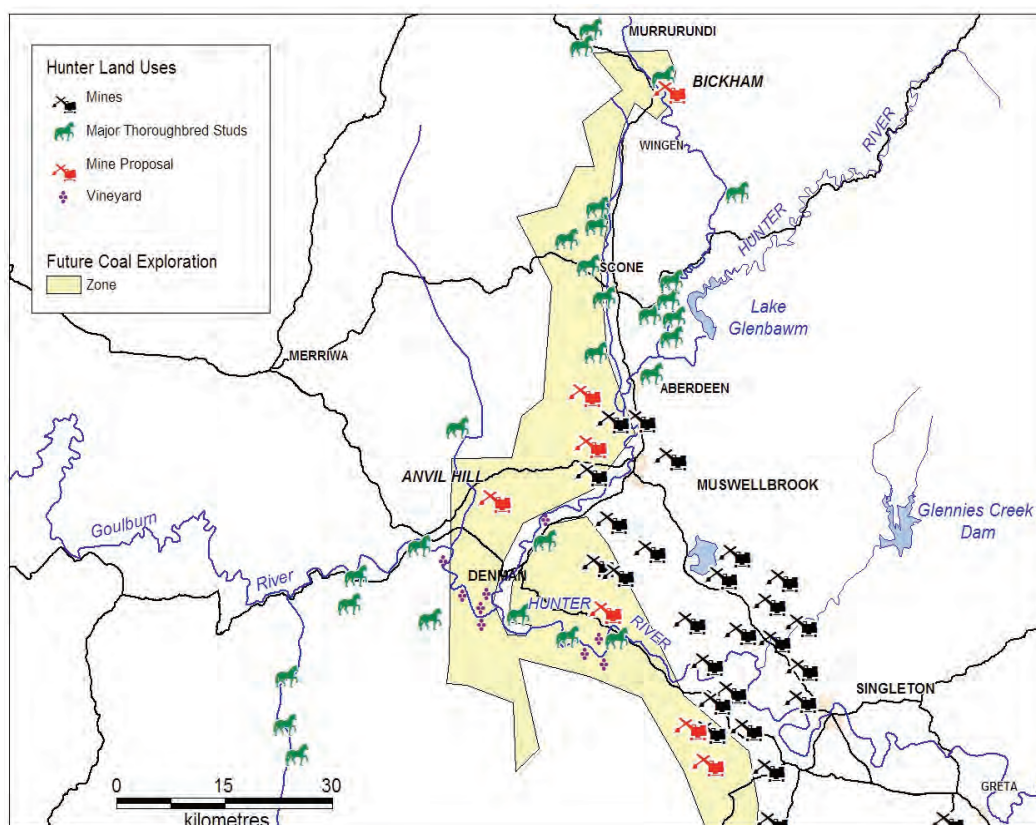 Hunter Land Uses
Mines
Major Thoroughbred Studs
Mine Proposal
Vineyard
Future Coal Exploration
Zone
MURRURUNDI
BICKHAM
WINGEN
HUNTER
RIVER
SCONE
Lake
Glenbawm
MERRIWA
ABERDEEN
ANVIL HILL
MUSWELLBROOK
Goulburn
River
Glennies Creek
Dam
DENMAN
HUNTER
RIVER
SINGLETON
GRETA
0 15 30
kilometres